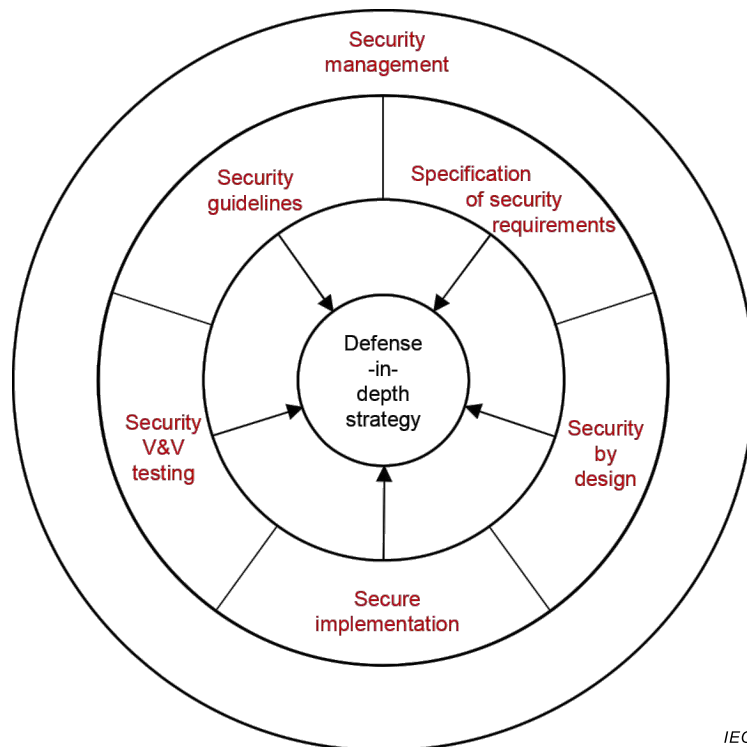 Security
management
Security
guidelines
Specification
of security
requirements
Defense
-in-
depth
strategy
Security
V&V
testing
Security
by
design
Secure
implementation
IEC